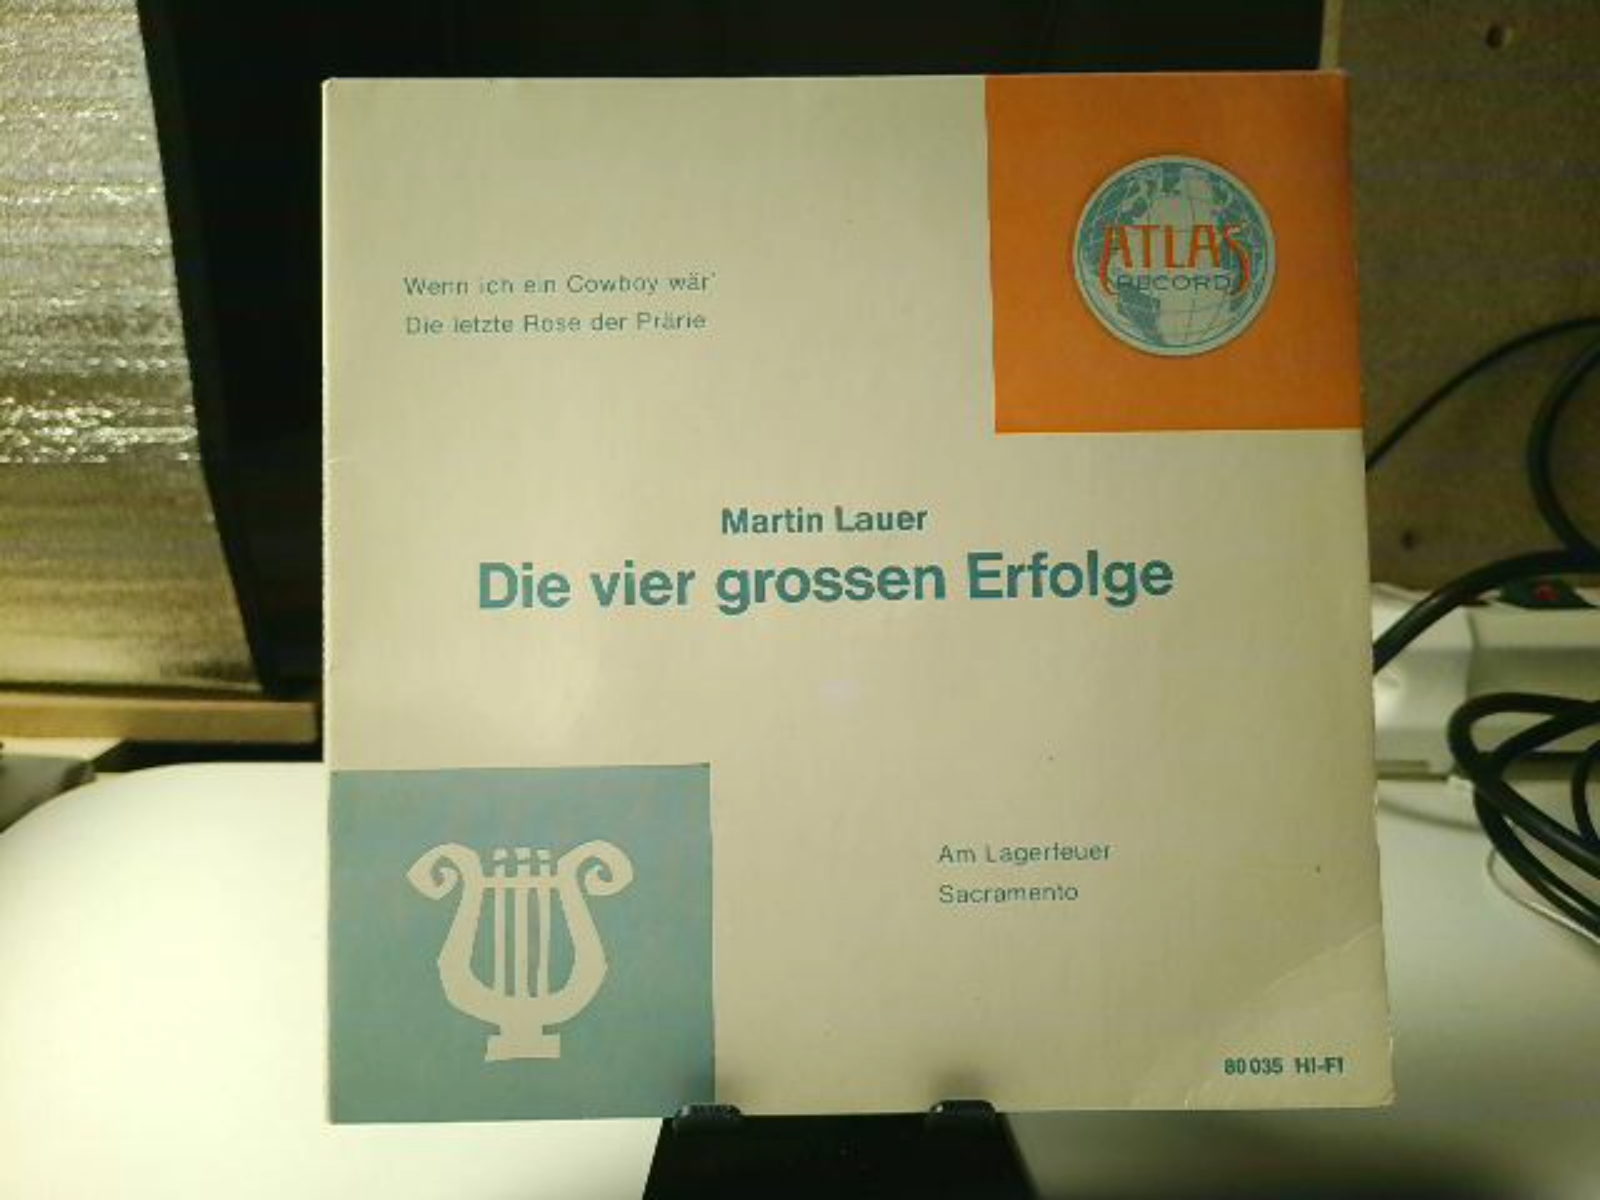 ATLAS
RECORD
Wenn ich ein Cowboy wär'
Die letzte Rose der Prärie
Martin Lauer
Die vier grossen Erfolge
Am Lagerfeuer
Sacramento
80 035 HI-FI